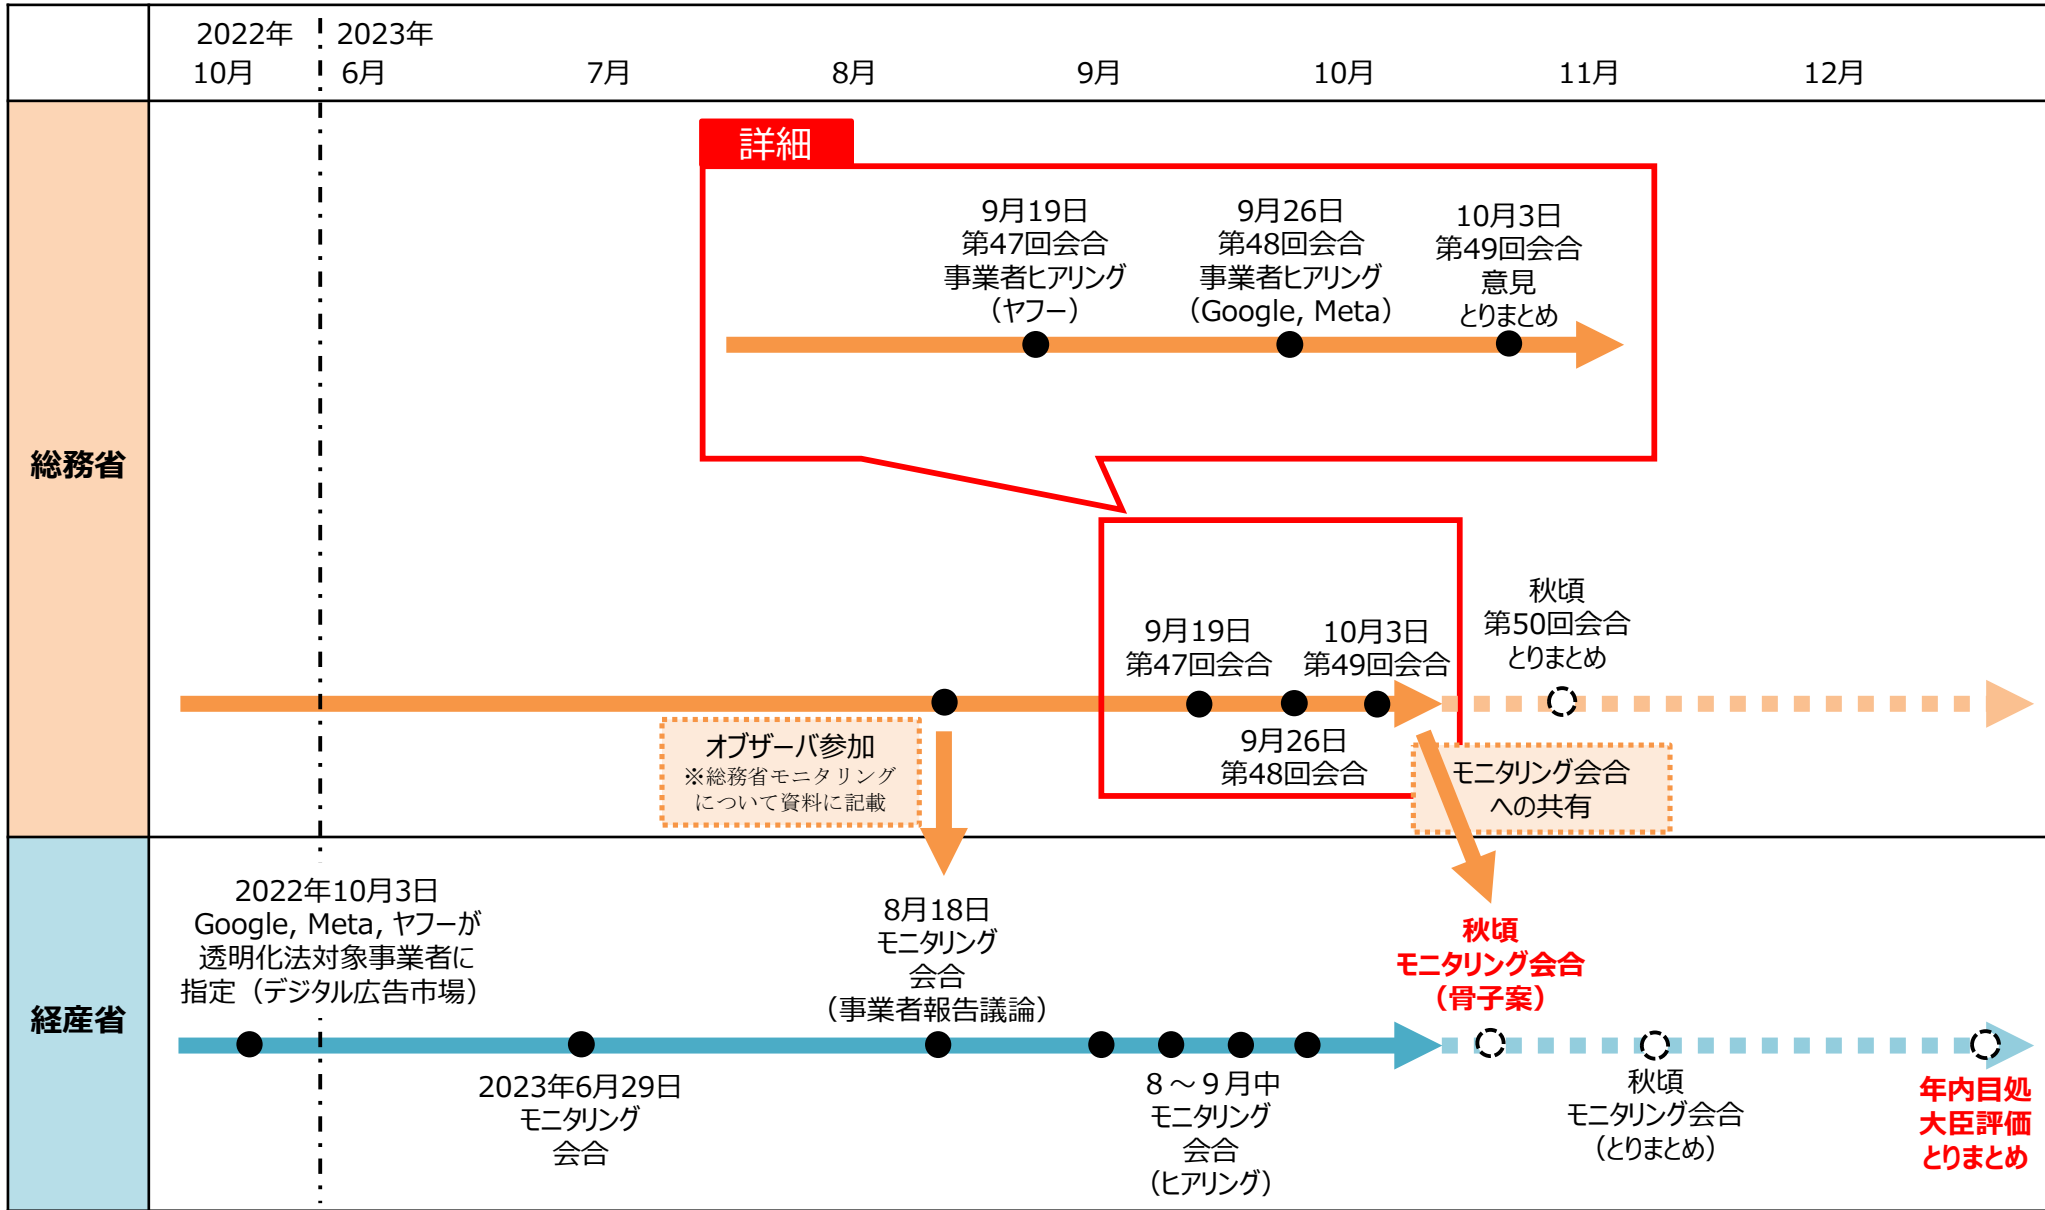 2022年
2023年
10月
6月
7月
8月
9月
10月
11月
12月
総務省
詳細
9月19日
第47回会合
事業者ヒアリング
（ヤフー）
9月26日
第48回会合
事業者ヒアリング
（Google, Meta）
10月3日
第49回会合
意見
とりまとめ
9月19日
第47回会合
10月3日
第49回会合
9月26日
第48回会合
秋頃
第50回会合
とりまとめ
オブザーバ参加
※総務省モニタリング
について資料に記載
モニタリング会合
への共有
経産省
2022年10月3日
Google, Meta, ヤフーが
透明化法対象事業者に
指定（デジタル広告市場）
2023年6月29日
モニタリング
会合
8月18日
モニタリング
会合
（事業者報告議論）
８～９月中
モニタリング
会合
（ヒアリング）
秋頃
モニタリング会合
（骨子案）
秋頃
モニタリング会合
（とりまとめ）
年内目処
大臣評価
とりまとめ